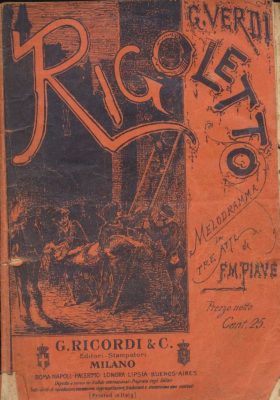 G. VERDI
RIGOLETTO
MELODRAMMA
in
TRE ATTI
di
F. M. PIAVE
Prezzo netto
Cent. 25.
G. RICORDI & C.
Editori-Stampatori
MILANO
ROMA-NAPOLI-PALERMO-LONDRA-LIPSIA-BUENOS-AIRES
(Printed in Italy)